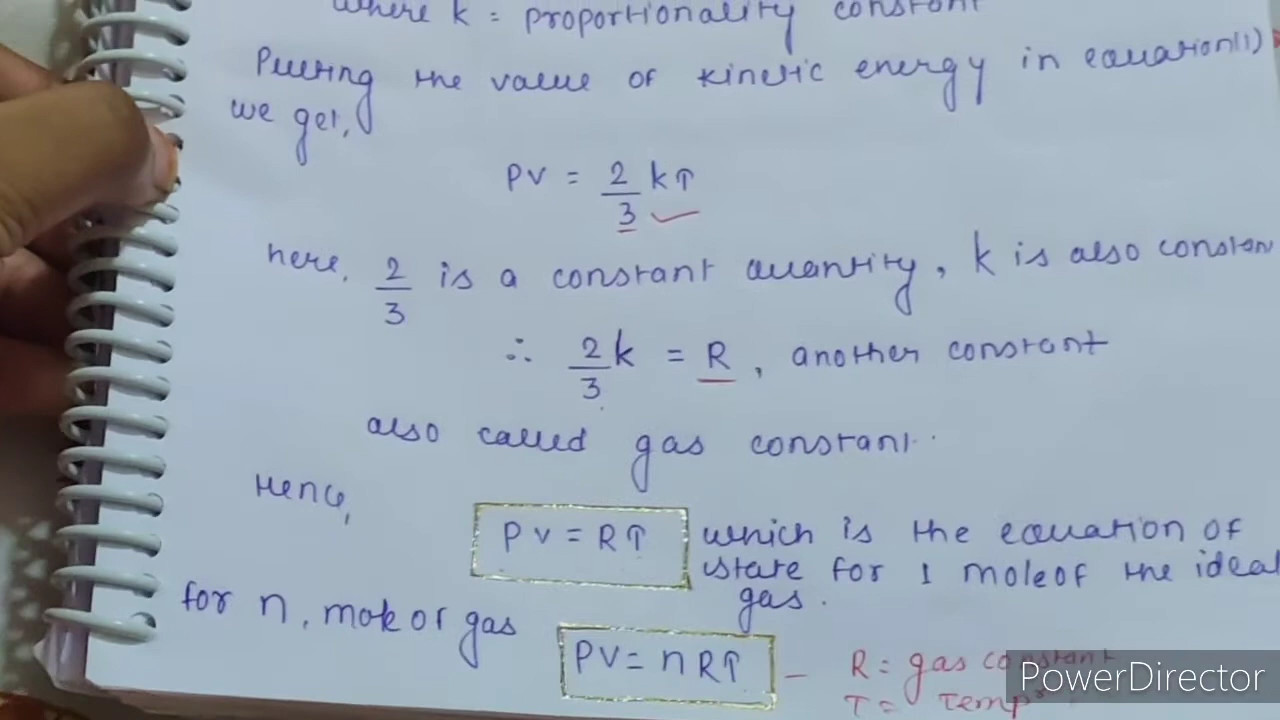 where k = proportionality constant
Putting the value of kinetic energy in equation(1)
we get,
PV = 2/3 kT
here, 2/3 is a constant quantity, k is also constan
∴ 2/3 k = R, another constant
also called gas constant.
Hence,
PV = RT which is the equation of
state for 1 mole of the ideal
gas.
for n, mole of gas
PV = nRT — R = gas constant
T = Temp
PowerDirector